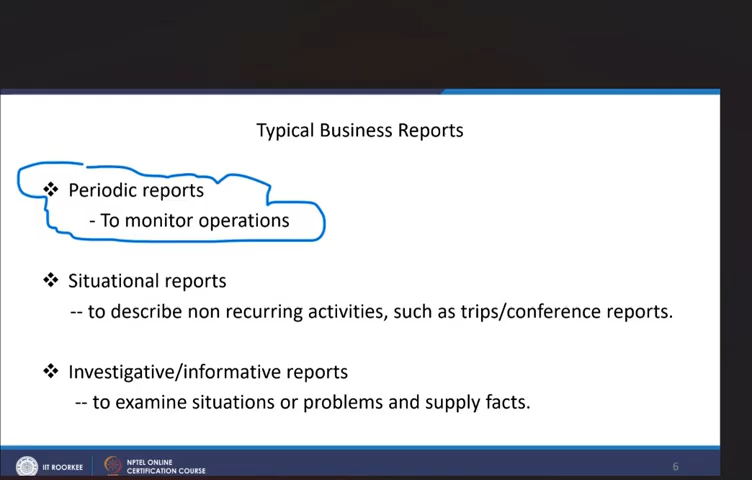 Typical Business Reports
❖ Periodic reports
- To monitor operations
❖ Situational reports
-- to describe non recurring activities, such as trips/conference reports.
❖ Investigative/informative reports
-- to examine situations or problems and supply facts.
IIT ROORKEE
NPTEL ONLINE
CERTIFICATION COURSE
6